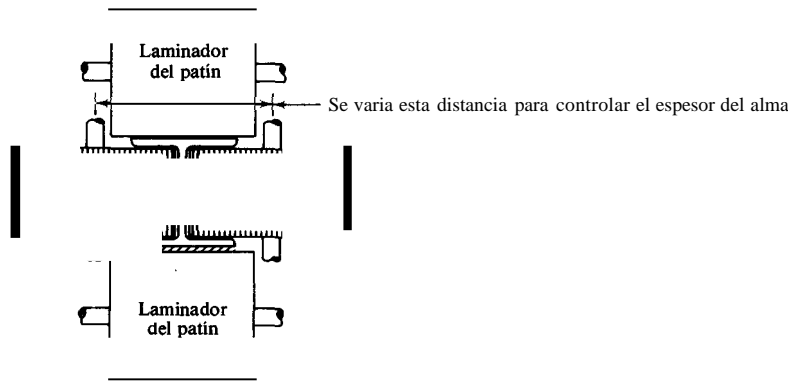 Laminador
del patín
Se varia esta distancia para controlar el espesor del alma
Laminador
del patín